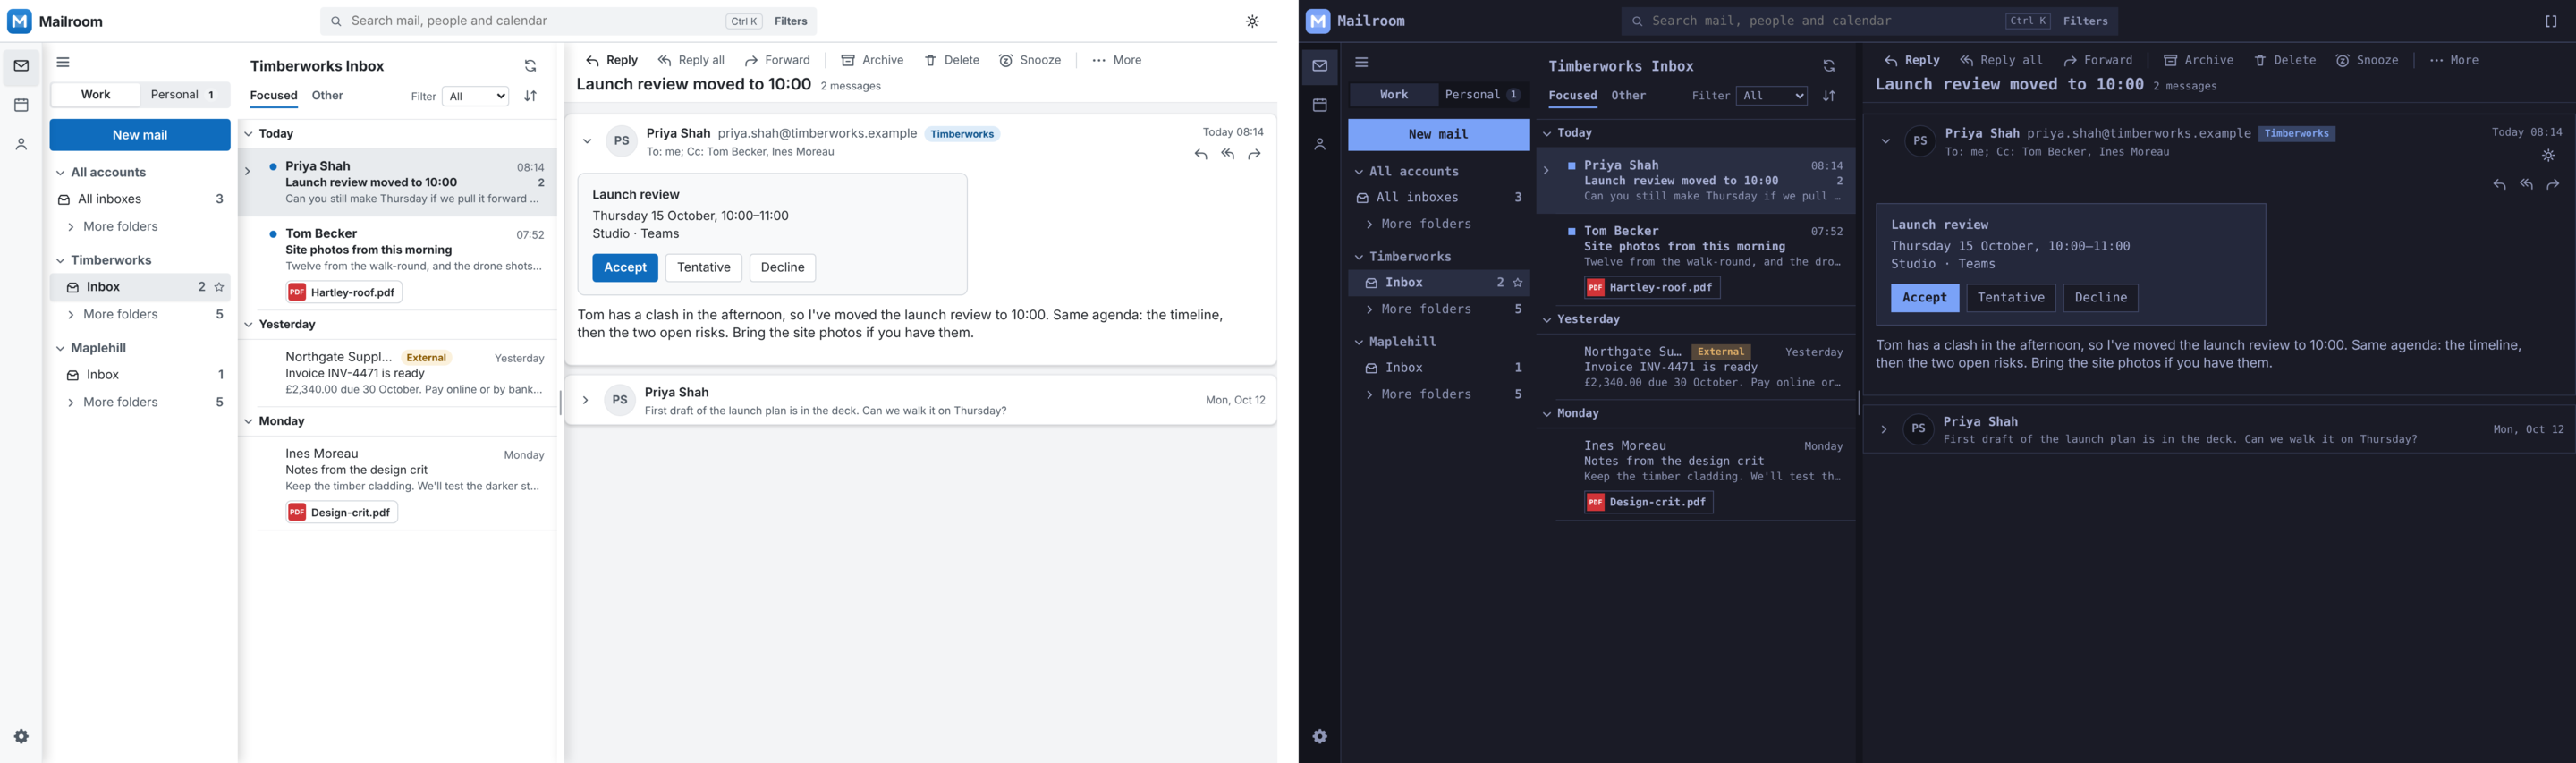 Mailroom
Search mail, people and calendar Ctrl K Filters
Work Personal 1
New mail
All accounts
All inboxes 3
More folders
Timberworks
Inbox 2
More folders 5
Maplehill
Inbox 1
More folders 5
Timberworks Inbox
Focused Other Filter All
Today
Priya Shah 08:14
Launch review moved to 10:00 2
Can you still make Thursday if we pull it forward ...
Tom Becker 07:52
Site photos from this morning
Twelve from the walk-round, and the drone shots...
PDF Hartley-roof.pdf
Yesterday
Northgate Suppl... External Yesterday
Invoice INV-4471 is ready
£2,340.00 due 30 October. Pay online or by bank...
Monday
Ines Moreau Monday
Notes from the design crit
Keep the timber cladding. We'll test the darker st...
PDF Design-crit.pdf
Reply Reply all Forward Archive Delete Snooze ··· More
Launch review moved to 10:00 2 messages
PS Priya Shah priya.shah@timberworks.example Timberworks Today 08:14
To: me; Cc: Tom Becker, Ines Moreau
Launch review
Thursday 15 October, 10:00–11:00
Studio · Teams
Accept Tentative Decline
Tom has a clash in the afternoon, so I've moved the launch review to 10:00. Same agenda: the timeline,
then the two open risks. Bring the site photos if you have them.
PS Priya Shah Mon, Oct 12
First draft of the launch plan is in the deck. Can we walk it on Thursday?
Mailroom
Search mail, people and calendar Ctrl K Filters []
Work Personal 1
New mail
All accounts
All inboxes 3
More folders
Timberworks
Inbox 2
More folders 5
Maplehill
Inbox 1
More folders 5
Timberworks Inbox
Focused Other Filter All
Today
Priya Shah 08:14
Launch review moved to 10:00 2
Can you still make Thursday if we pull …
Tom Becker 07:52
Site photos from this morning
Twelve from the walk-round, and the dro…
PDF Hartley-roof.pdf
Yesterday
Northgate Su… External Yesterday
Invoice INV-4471 is ready
£2,340.00 due 30 October. Pay online or…
Monday
Ines Moreau Monday
Notes from the design crit
Keep the timber cladding. We'll test th…
PDF Design-crit.pdf
Reply Reply all Forward Archive Delete Snooze ··· More
Launch review moved to 10:00 2 messages
PS Priya Shah priya.shah@timberworks.example Timberworks Today 08:14
To: me; Cc: Tom Becker, Ines Moreau
Launch review
Thursday 15 October, 10:00–11:00
Studio · Teams
Accept Tentative Decline
Tom has a clash in the afternoon, so I've moved the launch review to 10:00. Same agenda: the timeline,
then the two open risks. Bring the site photos if you have them.
PS Priya Shah Mon, Oct 12
First draft of the launch plan is in the deck. Can we walk it on Thursday?